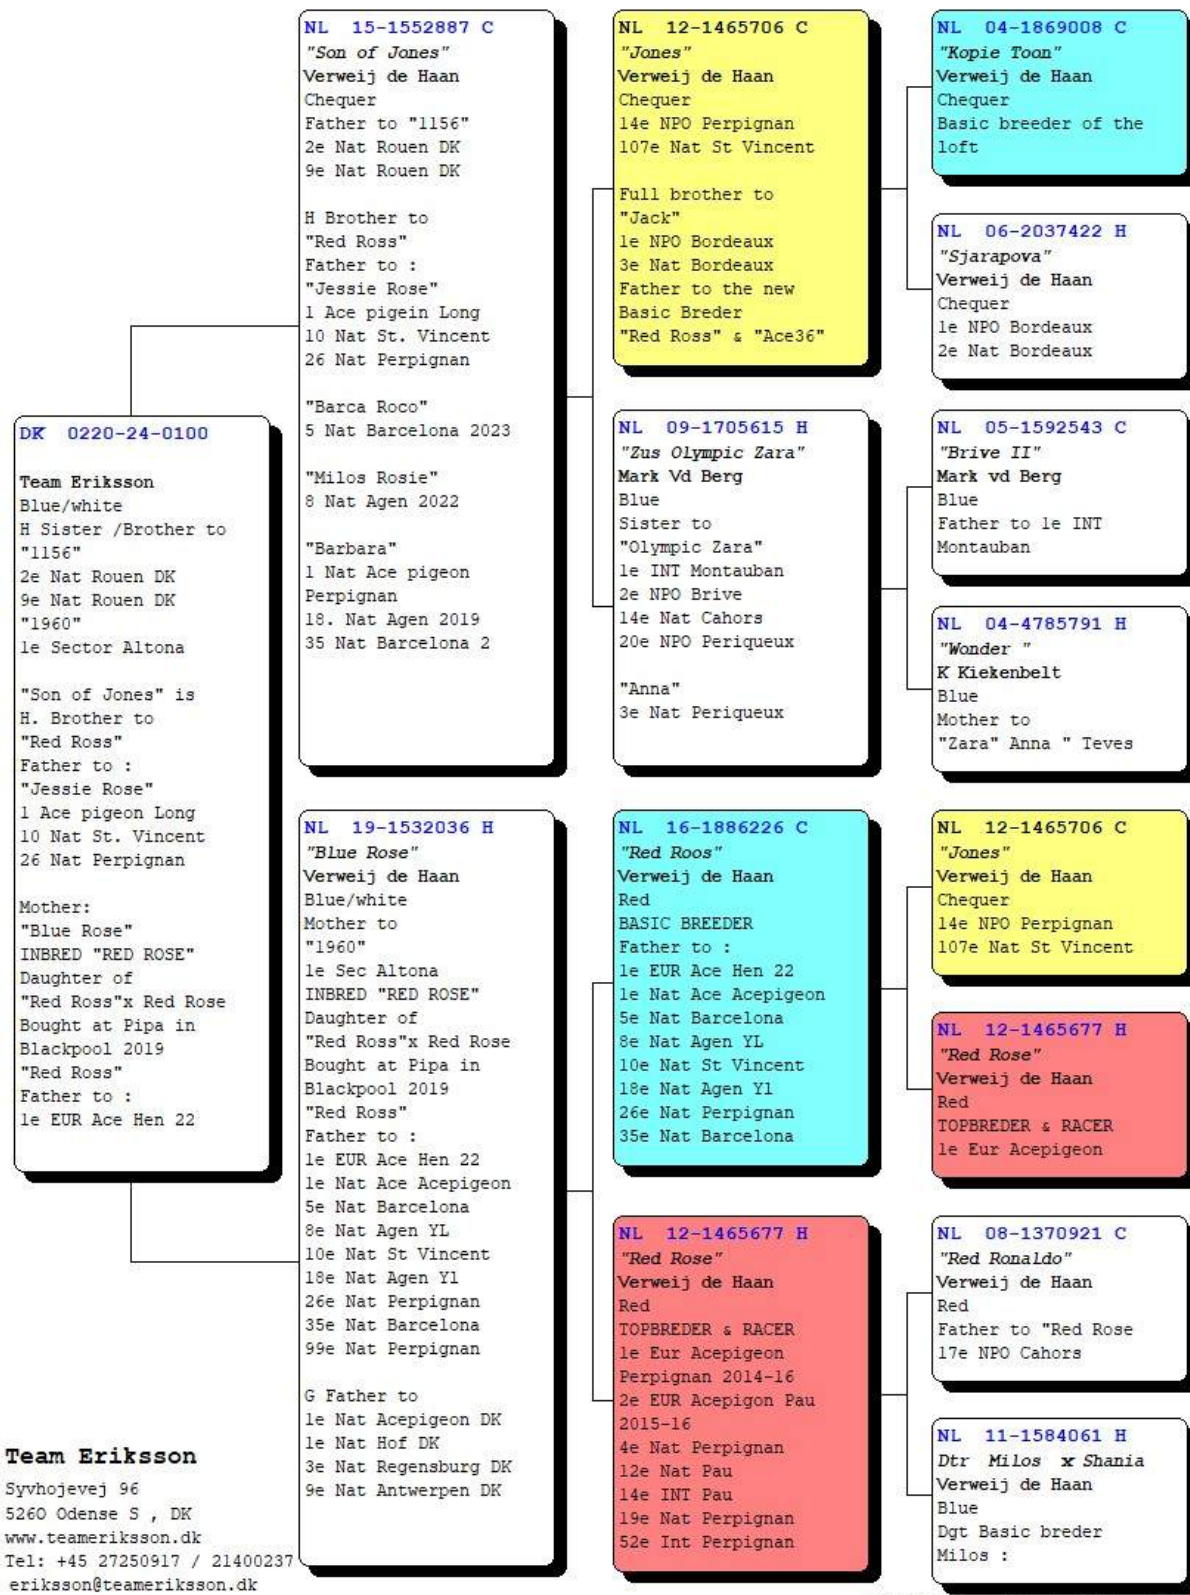 DK 0220-24-0100
Team Eriksson
Blue/white
H Sister /Brother to
"1156"
2e Nat Rouen DK
9e Nat Rouen DK
"1960"
1e Sector Altona
"Son of Jones" is
H. Brother to
"Red Ross"
Father to :
"Jessie Rose"
1 Ace pigeon Long
10 Nat St. Vincent
26 Nat Perpignan
Mother:
"Blue Rose"
INBRED "RED ROSE"
Daughter of
"Red Ross"x Red Rose
Bought at Pipa in
Blackpool 2019
"Red Ross"
Father to :
1e EUR Ace Hen 22
NL 15-1552887 C
"Son of Jones"
Verweij de Haan
Chequer
Father to "1156"
2e Nat Rouen DK
9e Nat Rouen DK
H Brother to
"Red Ross"
Father to :
"Jessie Rose"
1 Ace pigein Long
10 Nat St. Vincent
26 Nat Perpignan
"Barca Roco"
5 Nat Barcelona 2023
"Milos Rosie"
8 Nat Agen 2022
"Barbara"
1 Nat Ace pigeon
Perpignan
18. Nat Agen 2019
35 Nat Barcelona 2
NL 19-1532036 H
"Blue Rose"
Verweij de Haan
Blue/white
Mother to
"1960"
1e Sec Altona
INBRED "RED ROSE"
Daughter of
"Red Ross"x Red Rose
Bought at Pipa in
Blackpool 2019
"Red Ross"
Father to :
1e EUR Ace Hen 22
1e Nat Ace Acepigeon
5e Nat Barcelona
8e Nat Agen YL
10e Nat St Vincent
18e Nat Agen Yl
26e Nat Perpignan
35e Nat Barcelona
99e Nat Perpignan
G Father to
1e Nat Acepigeon DK
1e Nat Hof DK
3e Nat Regensburg DK
9e Nat Antwerpen DK
NL 12-1465706 C
"Jones"
Verweij de Haan
Chequer
14e NPO Perpignan
107e Nat St Vincent
Full brother to
"Jack"
1e NPO Bordeaux
3e Nat Bordeaux
Father to the new
Basic Breder
"Red Ross" & "Ace36"
NL 09-1705615 H
"Zus Olympic Zara"
Mark Vd Berg
Blue
Sister to
"Olympic Zara"
1e INT Montauban
2e NPO Brive
14e Nat Cahors
20e NPO Periqueux
"Anna"
3e Nat Periqueux
NL 16-1886226 C
"Red Roos"
Verweij de Haan
Red
BASIC BREEDER
Father to :
1e EUR Ace Hen 22
1e Nat Ace Acepigeon
5e Nat Barcelona
8e Nat Agen YL
10e Nat St Vincent
18e Nat Agen Yl
26e Nat Perpignan
35e Nat Barcelona
NL 12-1465677 H
"Red Rose"
Verweij de Haan
Red
TOPBREDER & RACER
1e Eur Acepigeon
Perpignan 2014-16
2e EUR Acepigon Pau
2015-16
4e Nat Perpignan
12e Nat Pau
14e INT Pau
19e Nat Perpignan
52e Int Perpignan
NL 04-1869008 C
"Kopie Toon"
Verweij de Haan
Chequer
Basic breeder of the
loft
NL 06-2037422 H
"Sjarapova"
Verweij de Haan
Chequer
1e NPO Bordeaux
2e Nat Bordeaux
NL 05-1592543 C
"Brive II"
Mark vd Berg
Blue
Father to 1e INT
Montauban
NL 04-4785791 H
"Wonder "
K Kiekenbelt
Blue
Mother to
"Zara" Anna " Teves
NL 12-1465706 C
"Jones"
Verweij de Haan
Chequer
14e NPO Perpignan
107e Nat St Vincent
NL 12-1465677 H
"Red Rose"
Verweij de Haan
Red
TOPBREDER & RACER
1e Eur Acepigeon
NL 08-1370921 C
"Red Ronaldo"
Verweij de Haan
Red
Father to "Red Rose
17e NPO Cahors
NL 11-1584061 H
Dtr Milos x Shania
Verweij de Haan
Blue
Dgt Basic breder
Milos :
Team Eriksson
Syvhojevej 96
5260 Odense S , DK
www.teameriksson.dk
Tel: +45 27250917 / 21400237
eriksson@teameriksson.dk